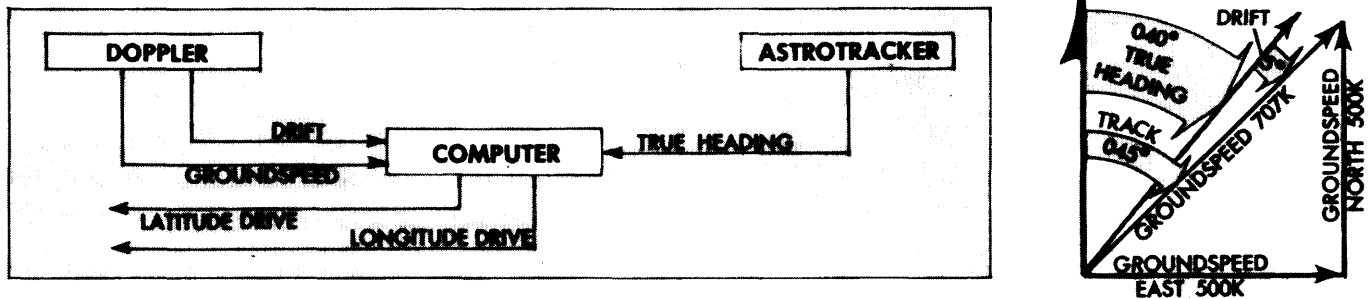 DOPPLER
ASTROTRACKER
DRIFT
COMPUTER
TRUE HEADING
GROUNDSPEED
LATITUDE DRIVE
LONGITUDE DRIVE
DRIFT
040°
TRUE
HEADING
5°
TRACK
045°
GROUNDSPEED 707K
GROUNDSPEED
NORTH 500K
GROUNDSPEED
EAST 500K